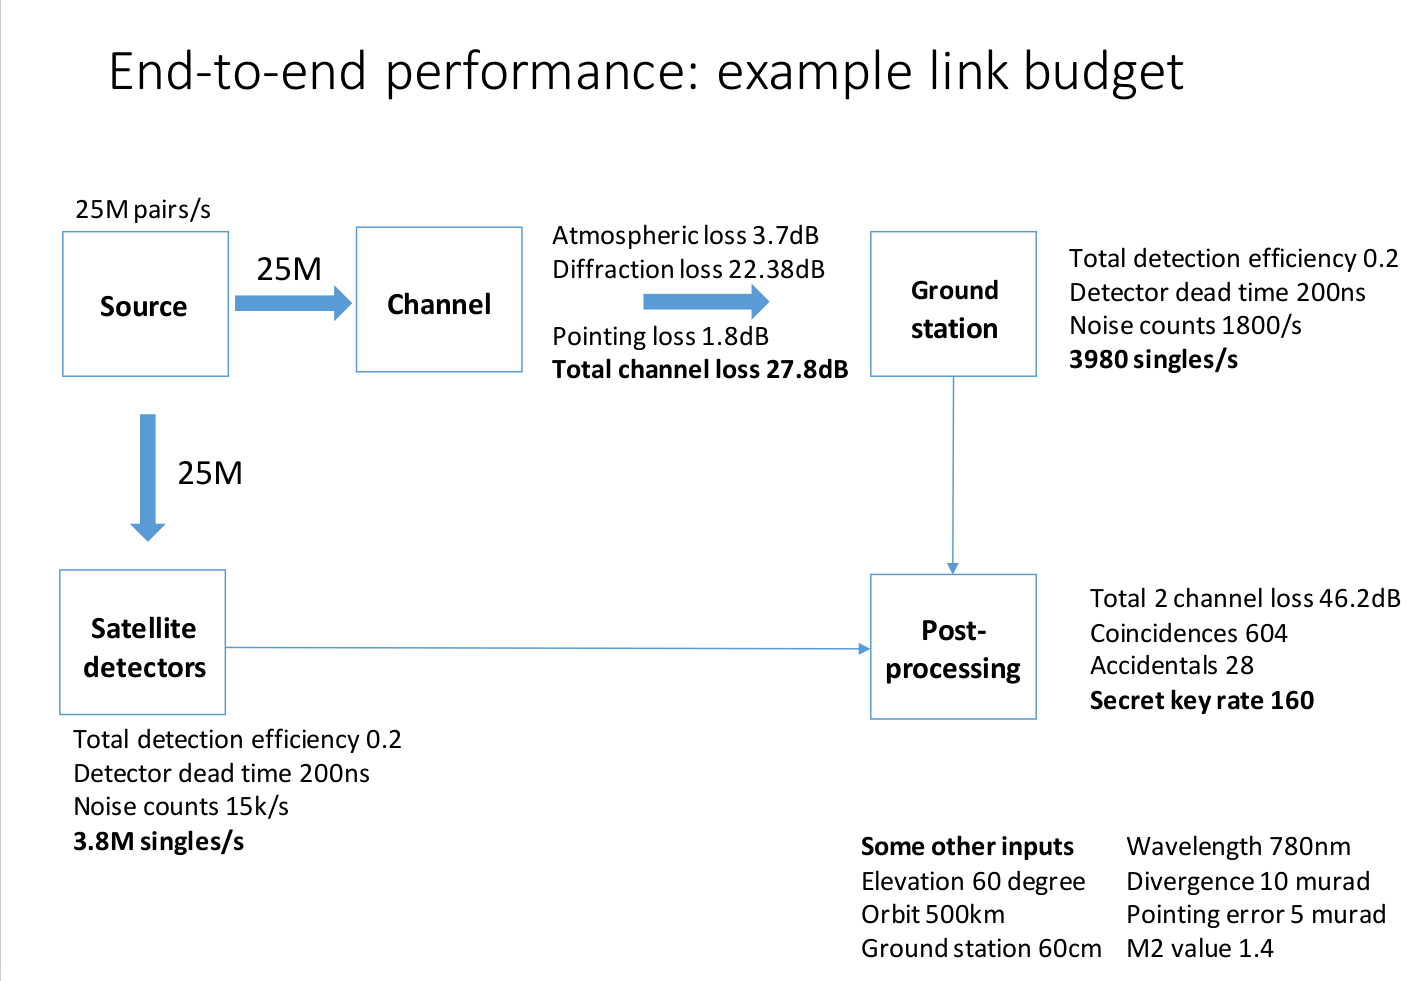 End-to-end performance: example link budget
25M pairs/s
Source
25M
Channel
Atmospheric loss 3.7dB
Diffraction loss 22.38dB
Pointing loss 1.8dB
Total channel loss 27.8dB
Ground
station
Total detection efficiency 0.2
Detector dead time 200ns
Noise counts 1800/s
3980 singles/s
25M
Satellite
detectors
Total detection efficiency 0.2
Detector dead time 200ns
Noise counts 15k/s
3.8M singles/s
Post-
processing
Total 2 channel loss 46.2dB
Coincidences 604
Accidentals 28
Secret key rate 160
Some other inputs
Elevation 60 degree
Orbit 500km
Ground station 60cm
Wavelength 780nm
Divergence 10 murad
Pointing error 5 murad
M2 value 1.4